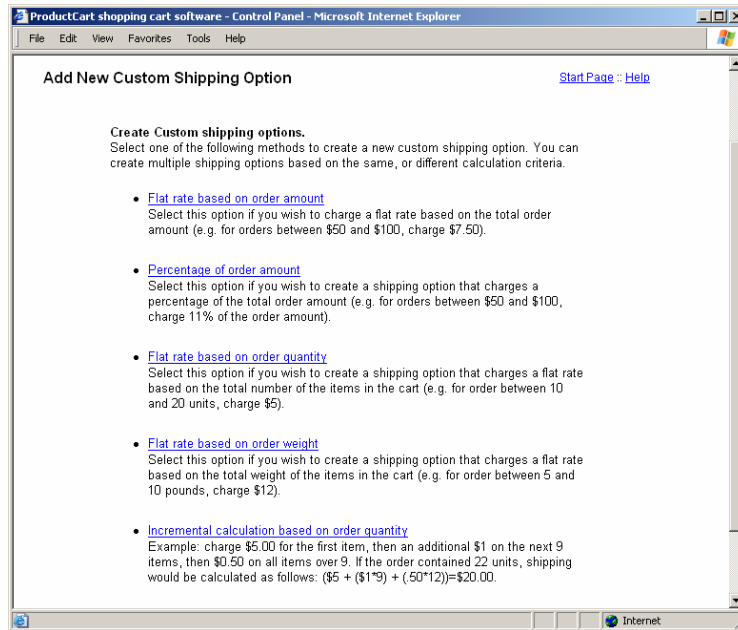 ProductCart shopping cart software - Control Panel - Microsoft Internet Explorer
File Edit View Favorites Tools Help
Add New Custom Shipping Option
Start Page :: Help
Create Custom shipping options.
Select one of the following methods to create a new custom shipping option. You can
create multiple shipping options based on the same, or different calculation criteria.
• Flat rate based on order amount
Select this option if you wish to charge a flat rate based on the total order
amount (e.g. for orders between $50 and $100, charge $7.50).
• Percentage of order amount
Select this option if you wish to create a shipping option that charges a
percentage of the total order amount (e.g. for orders between $50 and $100,
charge 11% of the order amount).
• Flat rate based on order quantity
Select this option if you wish to create a shipping option that charges a flat rate
based on the total number of the items in the cart (e.g. for order between 10
and 20 units, charge $5).
• Flat rate based on order weight
Select this option if you wish to create a shipping option that charges a flat rate
based on the total weight of the items in the cart (e.g. for order between 5 and
10 pounds, charge $12).
• Incremental calculation based on order quantity
Example: charge $5.00 for the first item, then an additional $1 on the next 9
items, then $0.50 on all items over 9. If the order contained 22 units, shipping
would be calculated as follows: ($5 + ($1*9) + (.50*12))=$20.00.
Internet